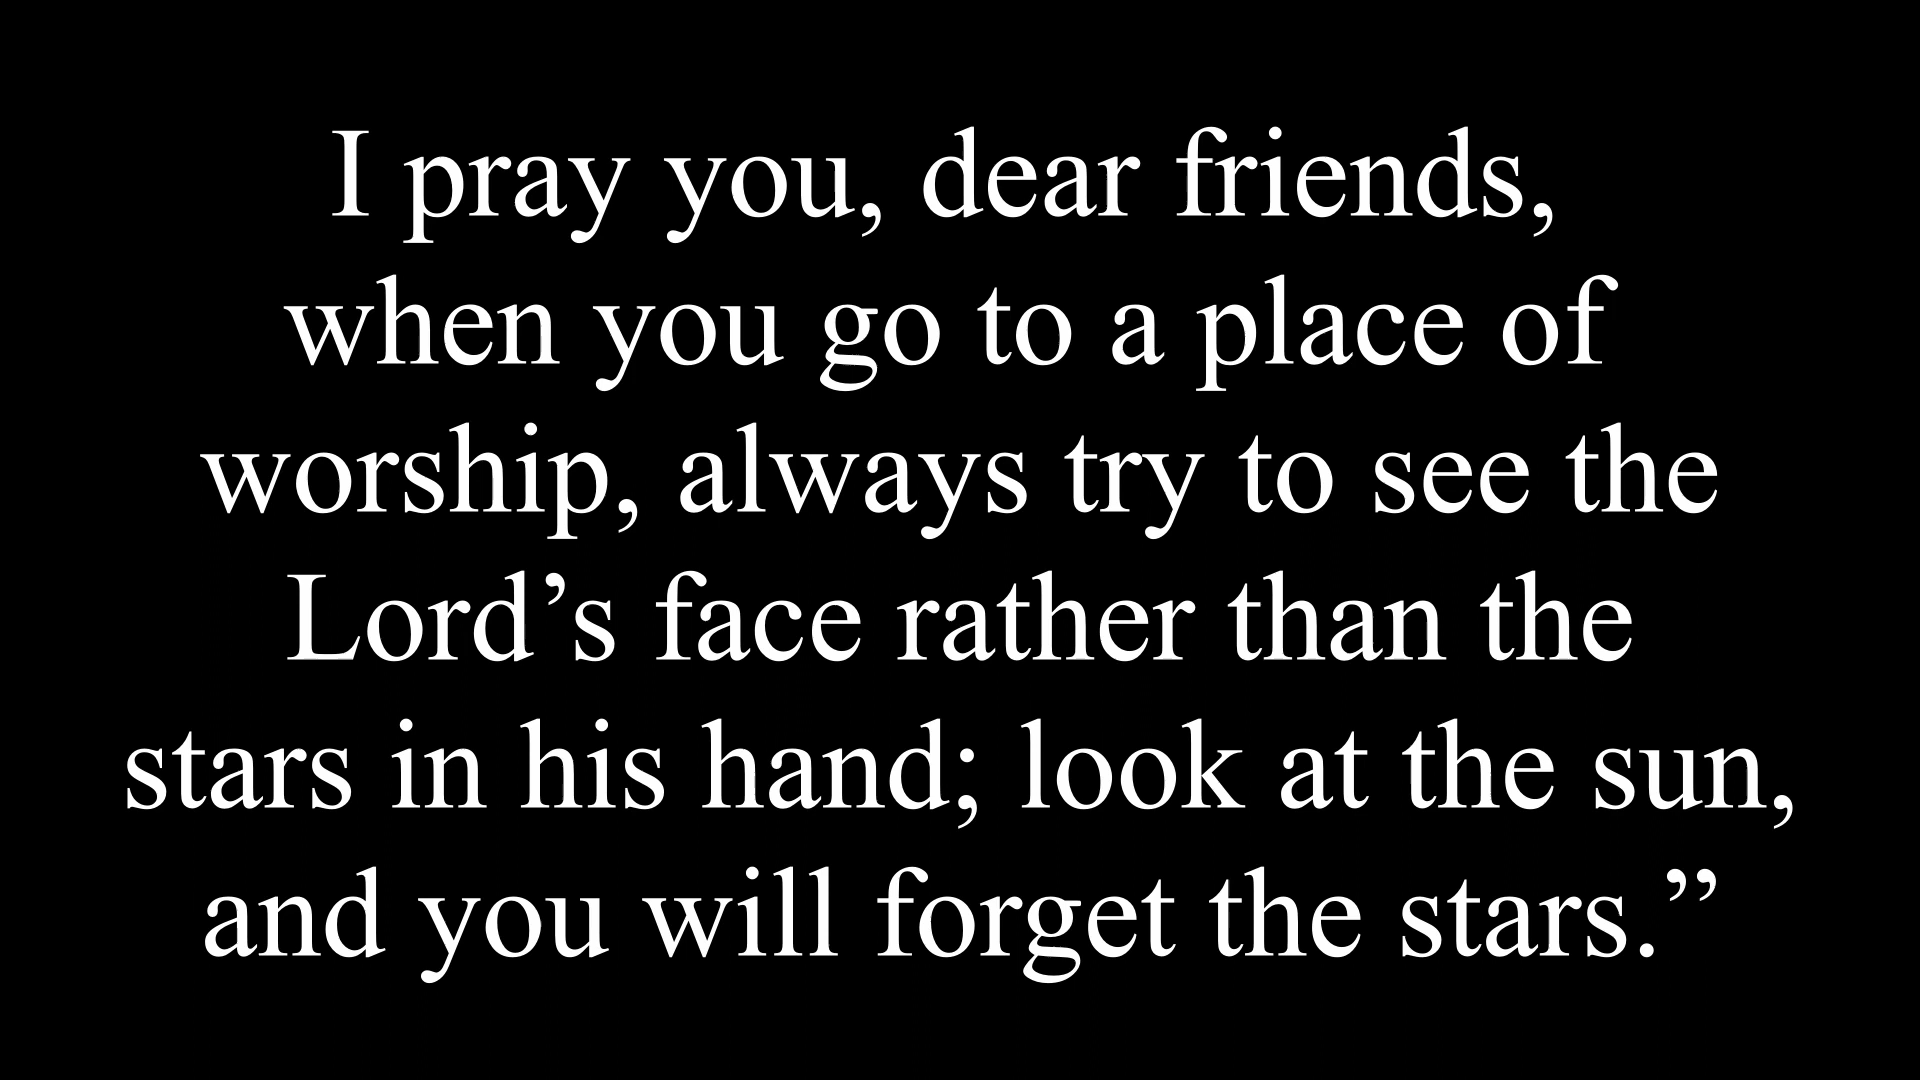 I pray you, dear friends,
when you go to a place of
worship, always try to see the
Lord’s face rather than the
stars in his hand; look at the sun,
and you will forget the stars.”